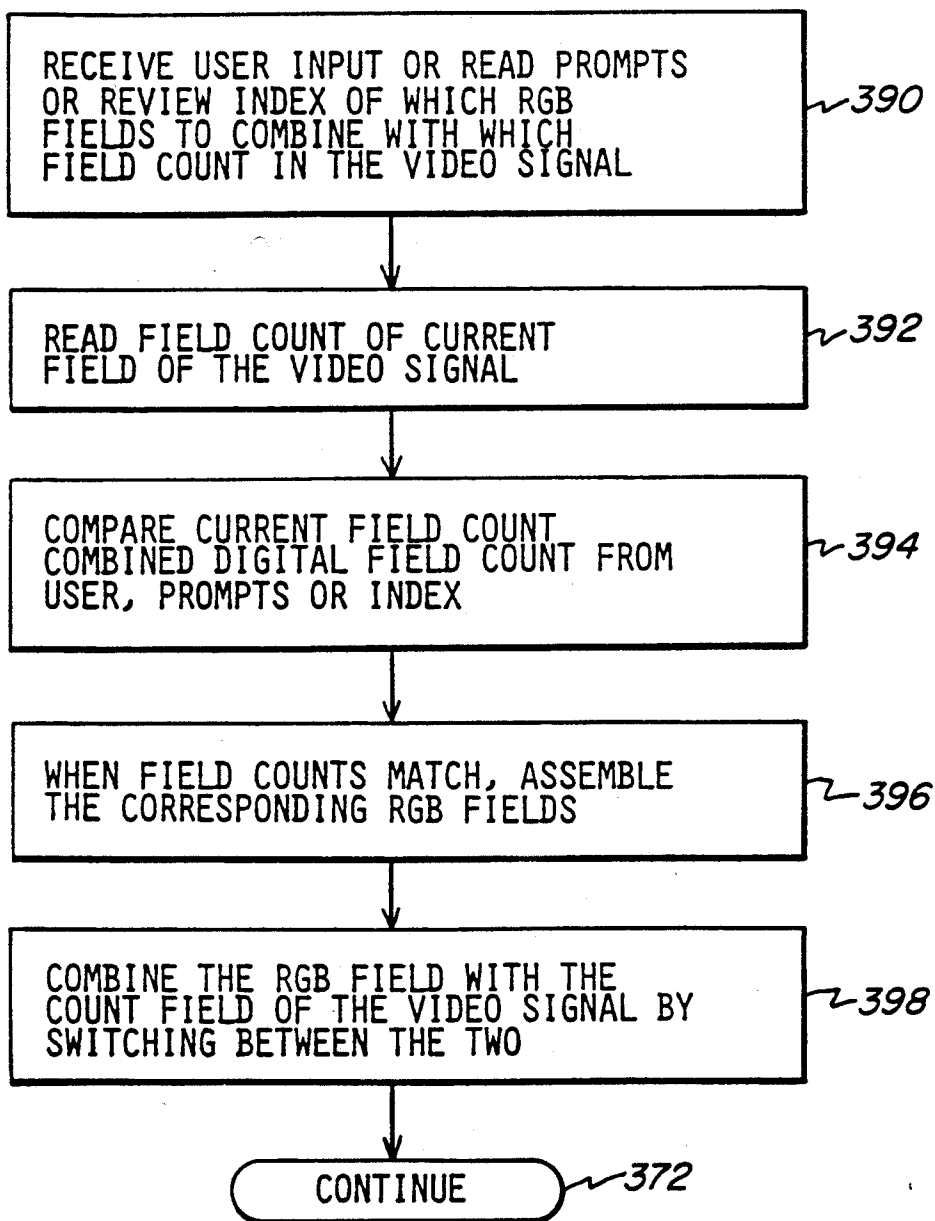 RECEIVE USER INPUT OR READ PROMPTS
OR REVIEW INDEX OF WHICH RGB
FIELDS TO COMBINE WITH WHICH
FIELD COUNT IN THE VIDEO SIGNAL
390
READ FIELD COUNT OF CURRENT
FIELD OF THE VIDEO SIGNAL
392
COMPARE CURRENT FIELD COUNT
COMBINED DIGITAL FIELD COUNT FROM
USER, PROMPTS OR INDEX
394
WHEN FIELD COUNTS MATCH, ASSEMBLE
THE CORRESPONDING RGB FIELDS
396
COMBINE THE RGB FIELD WITH THE
COUNT FIELD OF THE VIDEO SIGNAL BY
SWITCHING BETWEEN THE TWO
398
CONTINUE
372